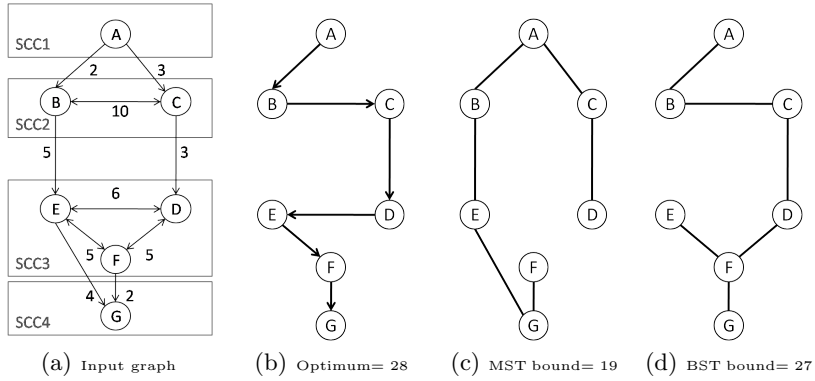 SCC1
A
2
3
SCC2
B
C
10
5
3
SCC3
6
E
D
5
5
F
4
2
SCC4
G
(a) Input graph
A
B
C
E
D
F
G
(b) Optimum= 28
A
B
C
E
D
F
G
(c) MST bound= 19
A
B
C
E
D
F
G
(d) BST bound= 27